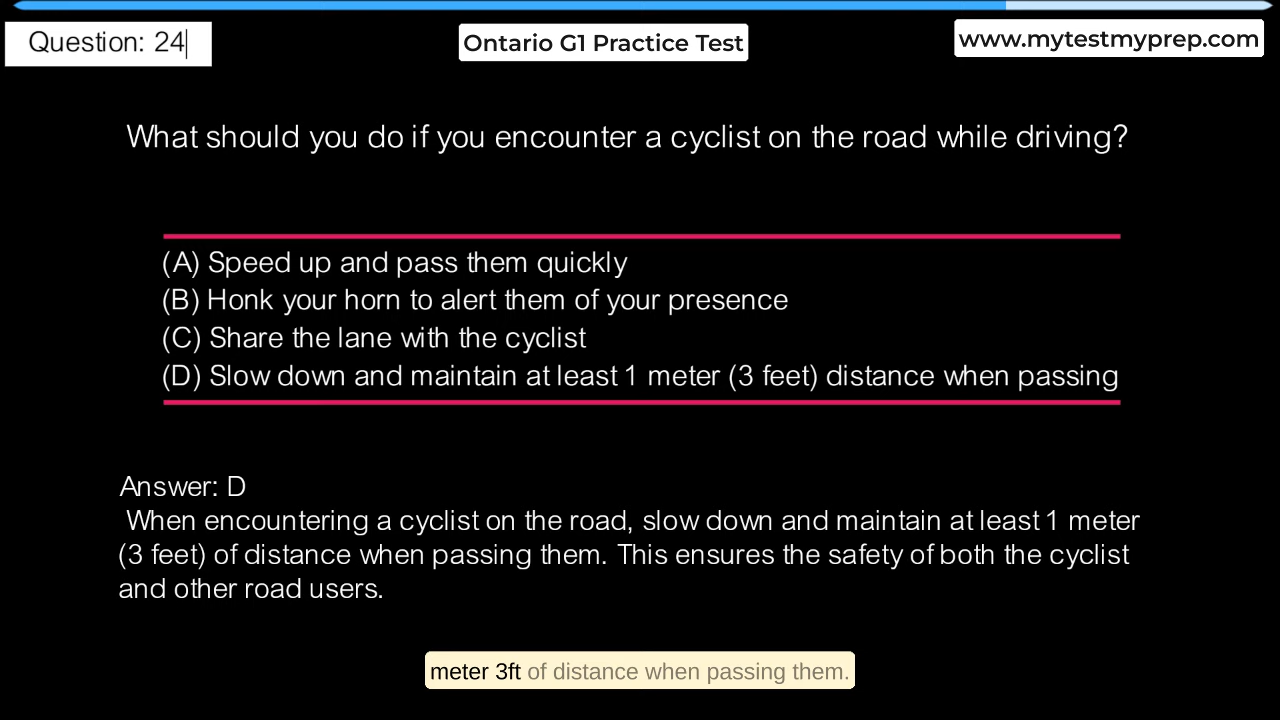 Question: 24
Ontario G1 Practice Test
www.mytestmyprep.com
What should you do if you encounter a cyclist on the road while driving?
(A) Speed up and pass them quickly
(B) Honk your horn to alert them of your presence
(C) Share the lane with the cyclist
(D) Slow down and maintain at least 1 meter (3 feet) distance when passing
Answer: D
When encountering a cyclist on the road, slow down and maintain at least 1 meter
(3 feet) of distance when passing them. This ensures the safety of both the cyclist
and other road users.
meter 3ft of distance when passing them.